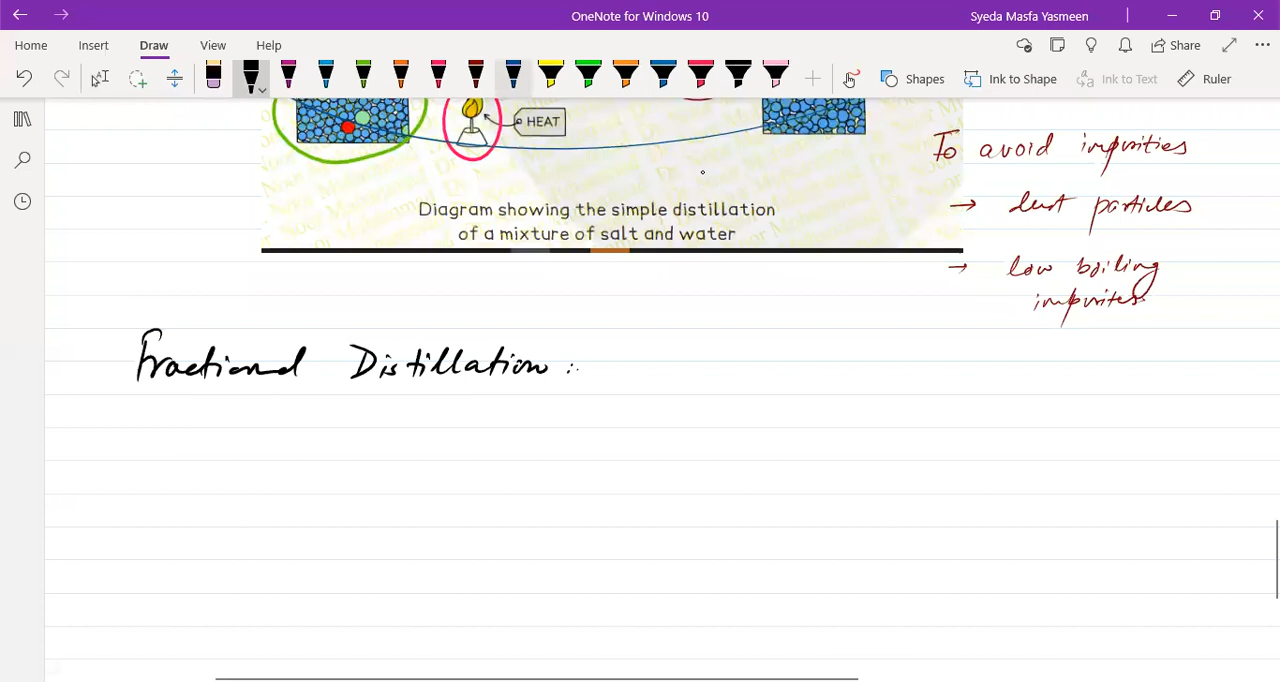 OneNote for Windows 10
Syeda Masfa Yasmeen
Home Insert Draw View Help
Share
Shapes Ink to Shape Ink to Text Ruler
HEAT
Diagram showing the simple distillation
of a mixture of salt and water
To avoid impurities
→ dust particles
→ low boiling
impurites
Fractional Distillation :